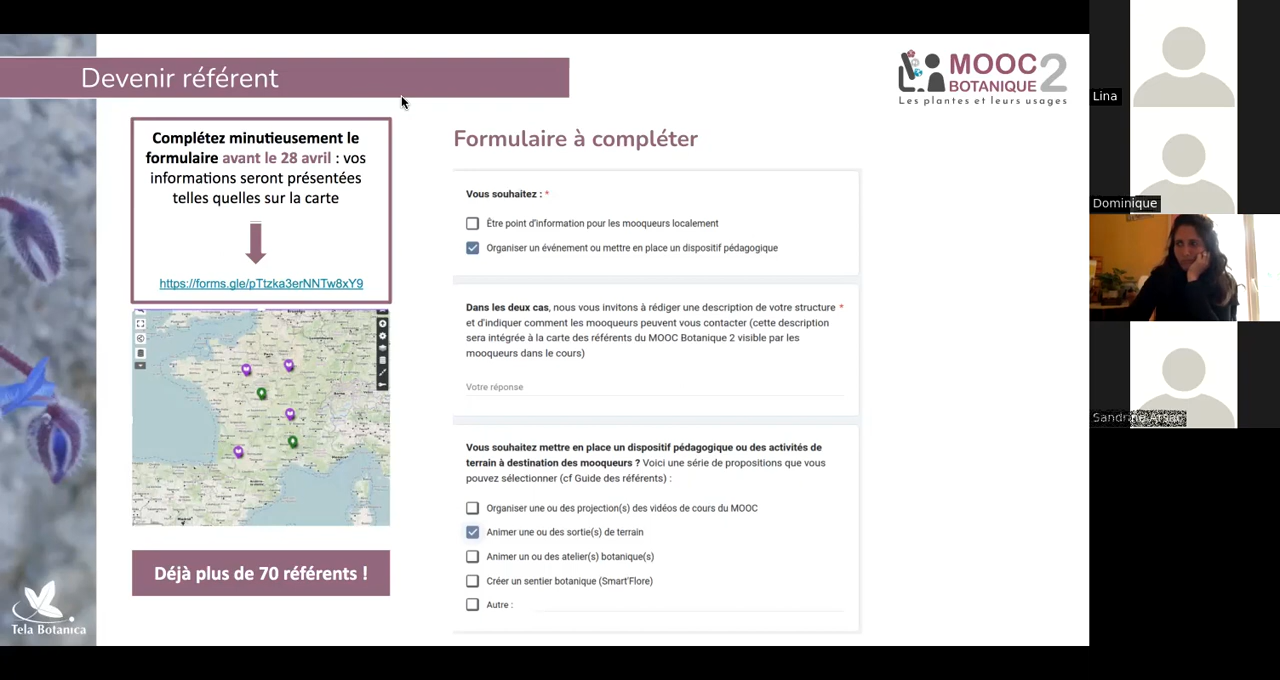 Devenir référent
MOOC 2
BOTANIQUE
Les plantes et leurs usages
Complétez minutieusement le
formulaire avant le 28 avril : vos
informations seront présentées
telles quelles sur la carte
https://forms.gle/pTtzka3erNNTw8xY9
Déjà plus de 70 référents !
Tela Botanica
Formulaire à compléter
Vous souhaitez : *
Être point d'information pour les mooqueurs localement
Organiser un événement ou mettre en place un dispositif pédagogique
Dans les deux cas, nous vous invitons à rédiger une description de votre structure *
et d'indiquer comment les mooqueurs peuvent vous contacter (cette description
sera intégrée à la carte des référents du MOOC Botanique 2 visible par les
mooqueurs dans le cours)
Votre réponse
Vous souhaitez mettre en place un dispositif pédagogique ou des activités de
terrain à destination des mooqueurs ? Voici une série de propositions que vous
pouvez sélectionner (cf Guide des référents) :
Organiser une ou des projection(s) des vidéos de cours du MOOC
Animer une ou des sortie(s) de terrain
Animer un ou des atelier(s) botanique(s)
Créer un sentier botanique (Smart'Flore)
Autre :
Lina
Dominique
Sandrine Arsac